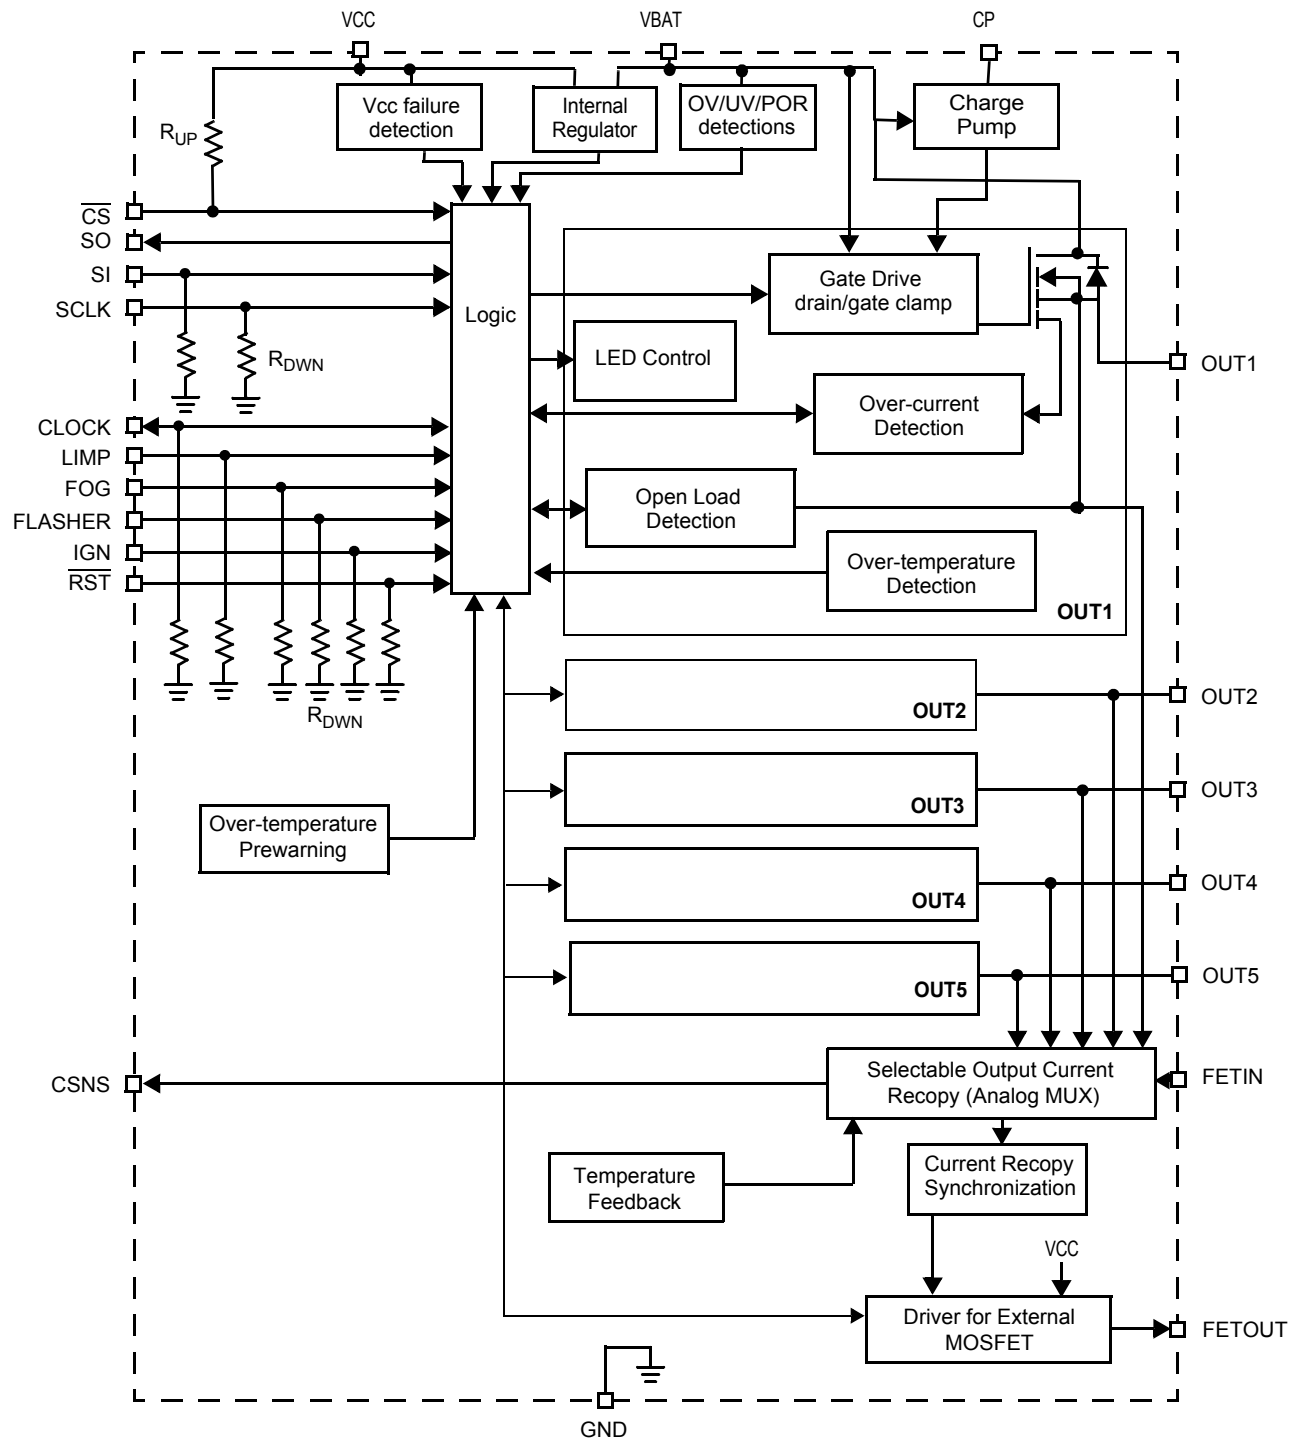 VCC
VBAT
CP
Vcc failure
detection
Internal
Regulator
OV/UV/POR
detections
Charge
Pump
RUP
CS
SO
SI
SCLK
RDWN
Logic
Gate Drive
drain/gate clamp
LED Control
OUT1
Over-current
Detection
CLOCK
LIMP
FOG
FLASHER
IGN
RST
Open Load
Detection
Over-temperature
Detection
OUT1
RDWN
OUT2
OUT2
OUT3
OUT3
Over-temperature
Prewarning
OUT4
OUT4
OUT5
OUT5
CSNS
Selectable Output Current
Recopy (Analog MUX)
FETIN
Temperature
Feedback
Current Recopy
Synchronization
VCC
Driver for External
MOSFET
FETOUT
GND